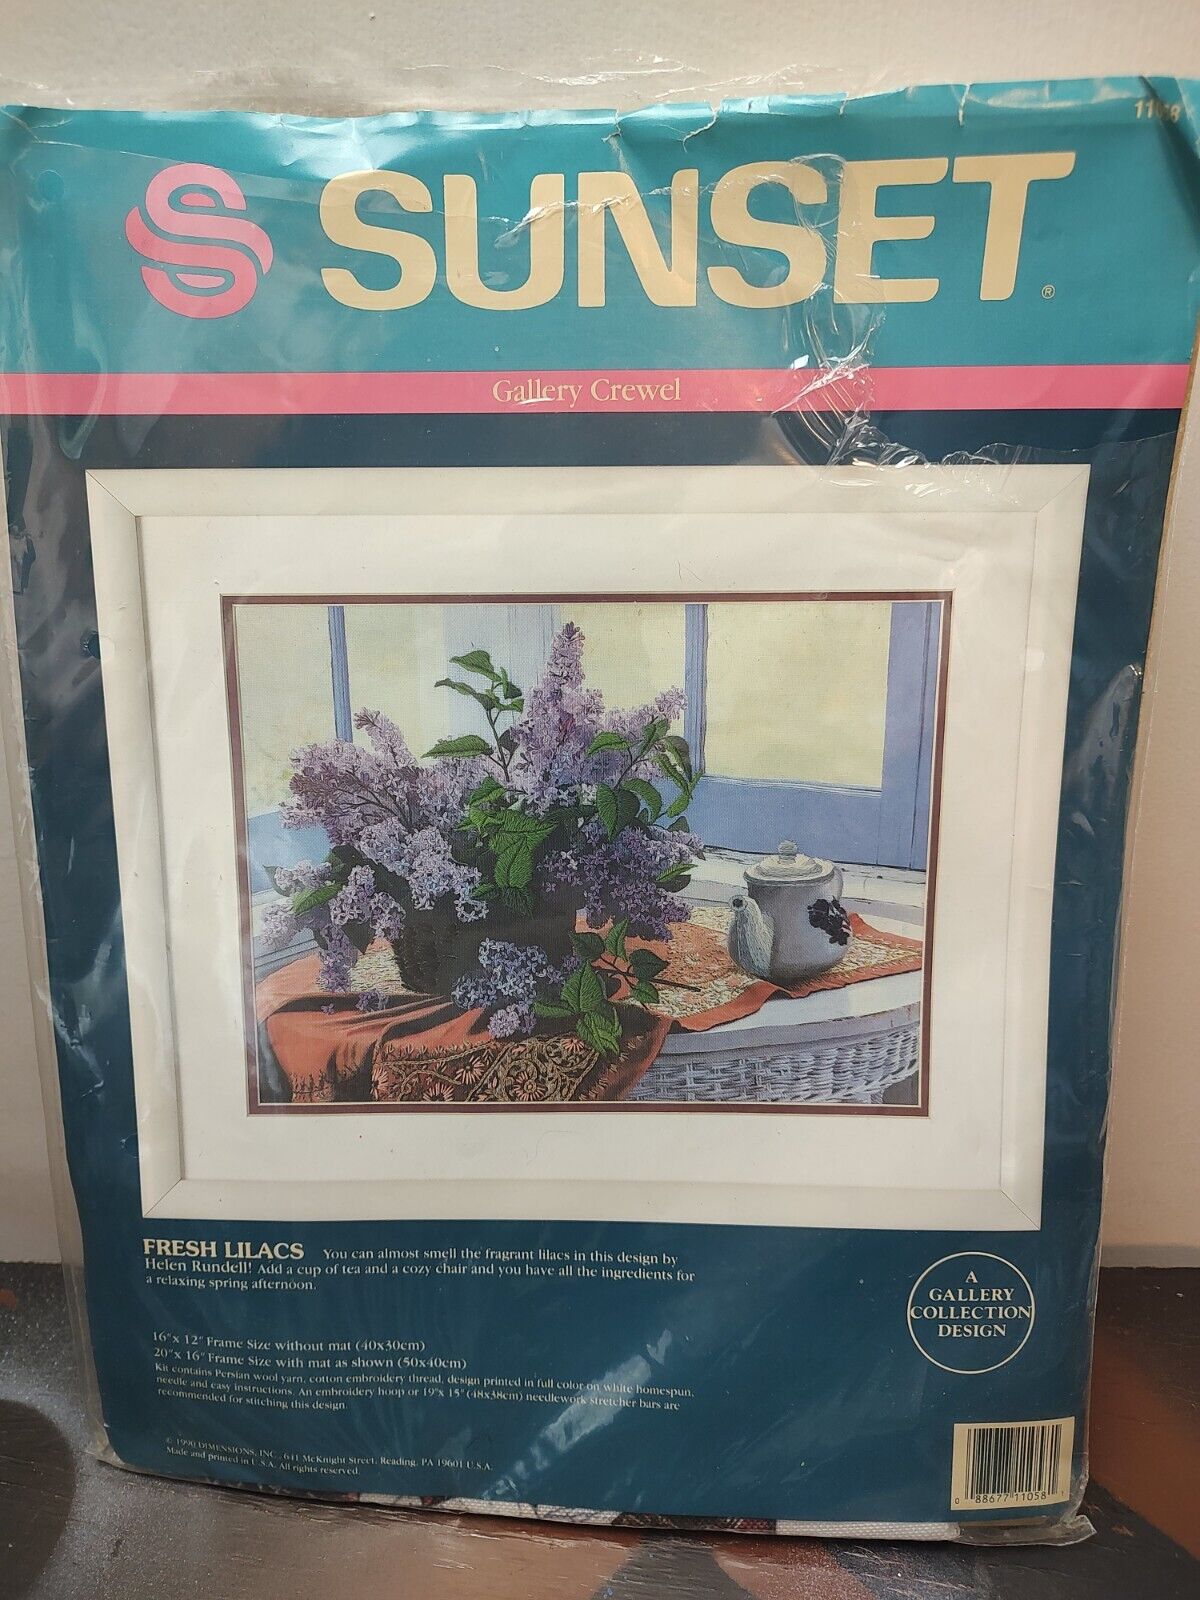 11058
SUNSET®
Gallery Crewel
FRESH LILACS You can almost smell the fragrant lilacs in this design by
Helen Rundell! Add a cup of tea and a cozy chair and you have all the ingredients for
a relaxing spring afternoon.
A
GALLERY
COLLECTION
DESIGN
16" x 12" Frame Size without mat (40x30cm)
20" x 16" Frame Size with mat as shown (50x40cm)
Kit contains Persian wool yarn, cotton embroidery thread, design printed in full color on white homespun,
needle and easy instructions. An embroidery hoop or 19"x 15" (48x38cm) needlework stretcher bars are
recommended for stitching this design.
© 1990 DIMENSIONS, INC., 641 McKnight Street, Reading, PA 19601 U.S.A.
Made and printed in U.S.A. All rights reserved.
0 88677 11058 1